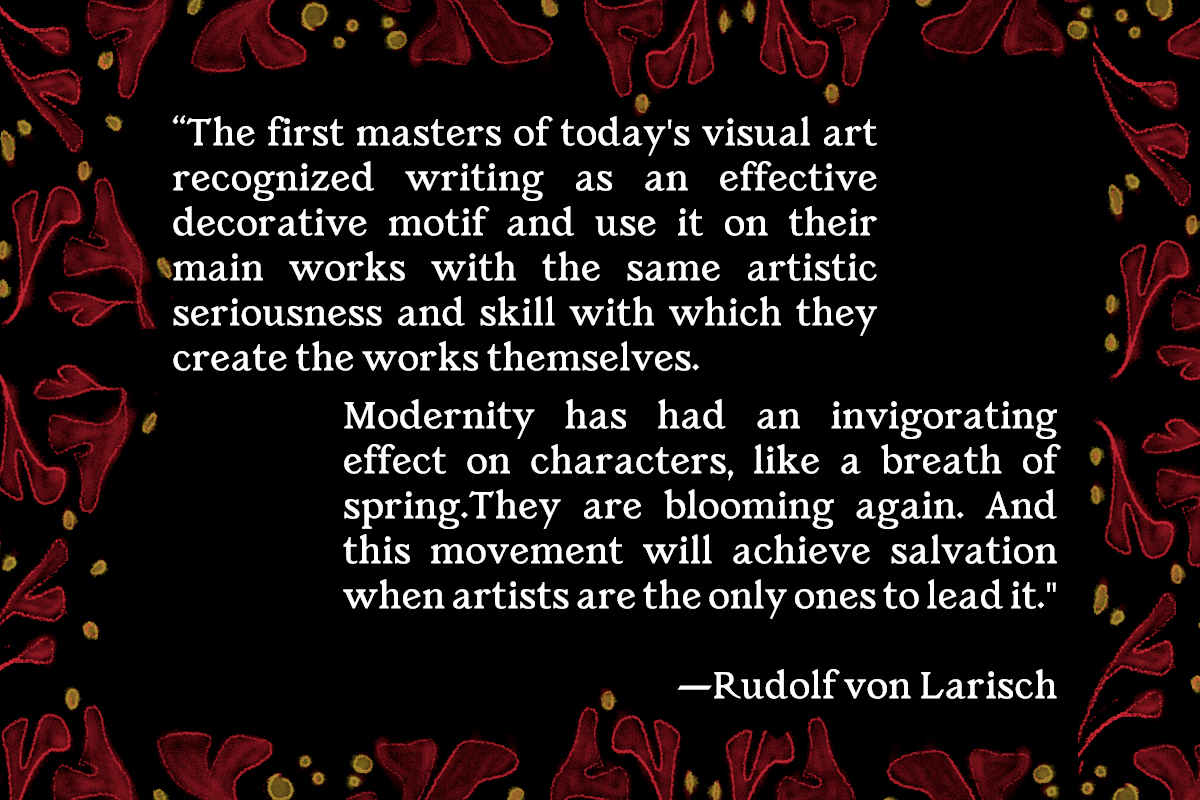 “The first masters of today's visual art
recognized writing as an effective
decorative motif and use it on their
main works with the same artistic
seriousness and skill with which they
create the works themselves.
Modernity has had an invigorating
effect on characters, like a breath of
spring.They are blooming again. And
this movement will achieve salvation
when artists are the only ones to lead it."
—Rudolf von Larisch